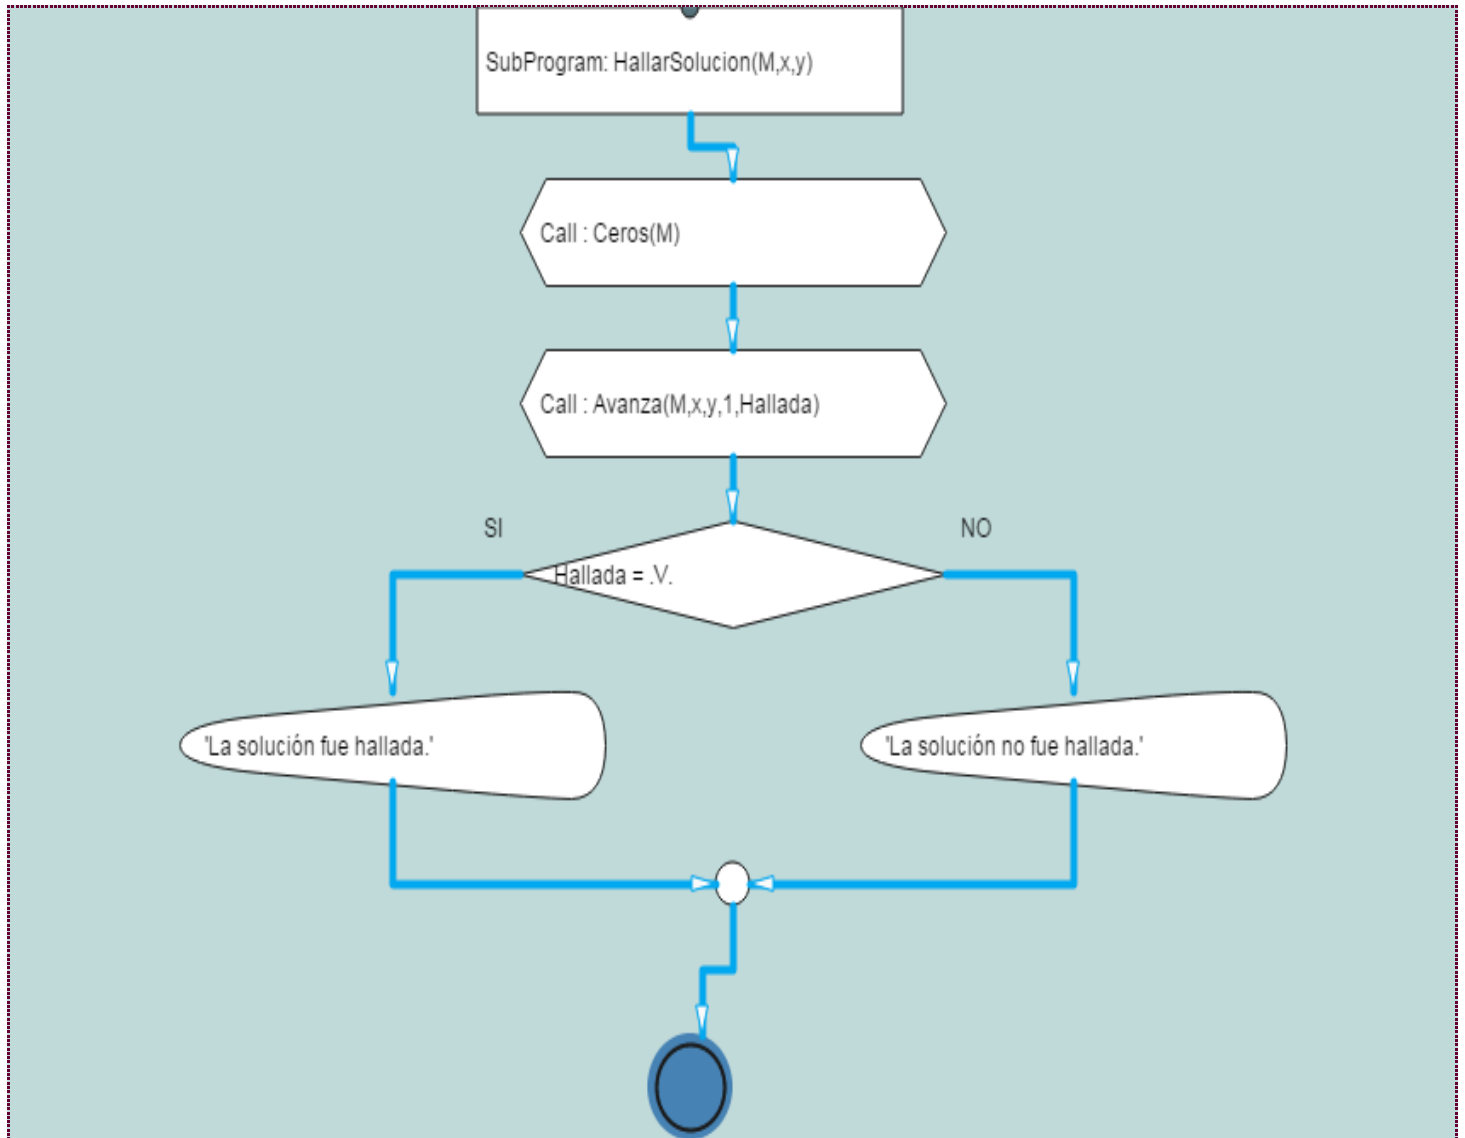 SubProgram: HallarSolucion(M,x,y)
Call : Ceros(M)
Call : Avanza(M,x,y,1,Hallada)
SI
NO
Hallada = .V.
'La solución fue hallada.'
'La solución no fue hallada.'